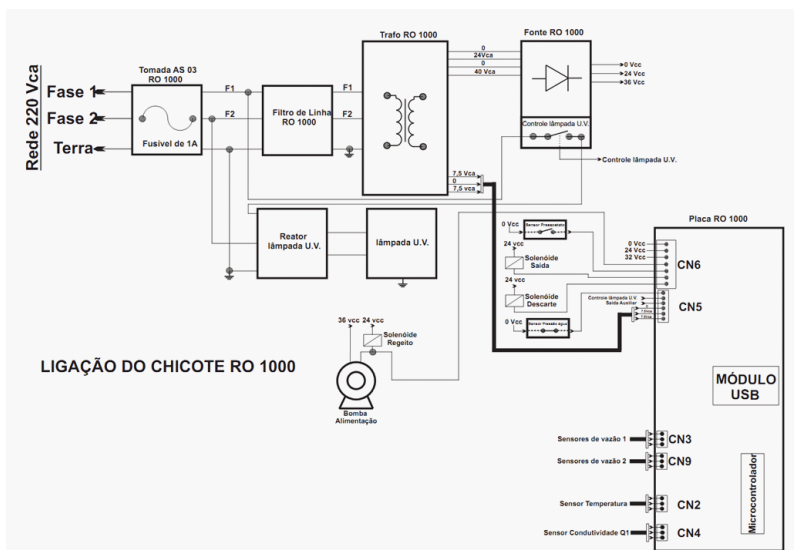 Rede 220 Vca
Fase 1
Fase 2
Terra
Tomada AS 03
RO 1000
Fusível de 1A
F1
F2
Filtro de Linha
RO 1000
F1
F2
Trafo RO 1000
0
24Vca
0
40 Vca
7,5 Vca
0
7,5 vca
Fonte RO 1000
0 Vcc
24 Vcc
36 Vcc
Controle lâmpada U.V.
Controle lâmpada U.V.
Reator
lâmpada U.V.
lâmpada U.V.
0 Vcc
24 vcc
Solenóide
Saída
24 vcc
Solenóide
Descarte
0 Vcc
36 vcc
24 vcc
Solenóide
Regeito
Bomba
Alimentação
LIGAÇÃO DO CHICOTE RO 1000
Placa RO 1000
0 Vcc
24 Vcc
32 Vcc
CN6
Controle lâmpada U.V
Saída Auxiliar
CN5
MÓDULO
USB
Microcontrolador
Sensores de vazão 1
CN3
Sensores de vazão 2
CN9
Sensor Temperatura
CN2
Sensor Condutividade Q1
CN4